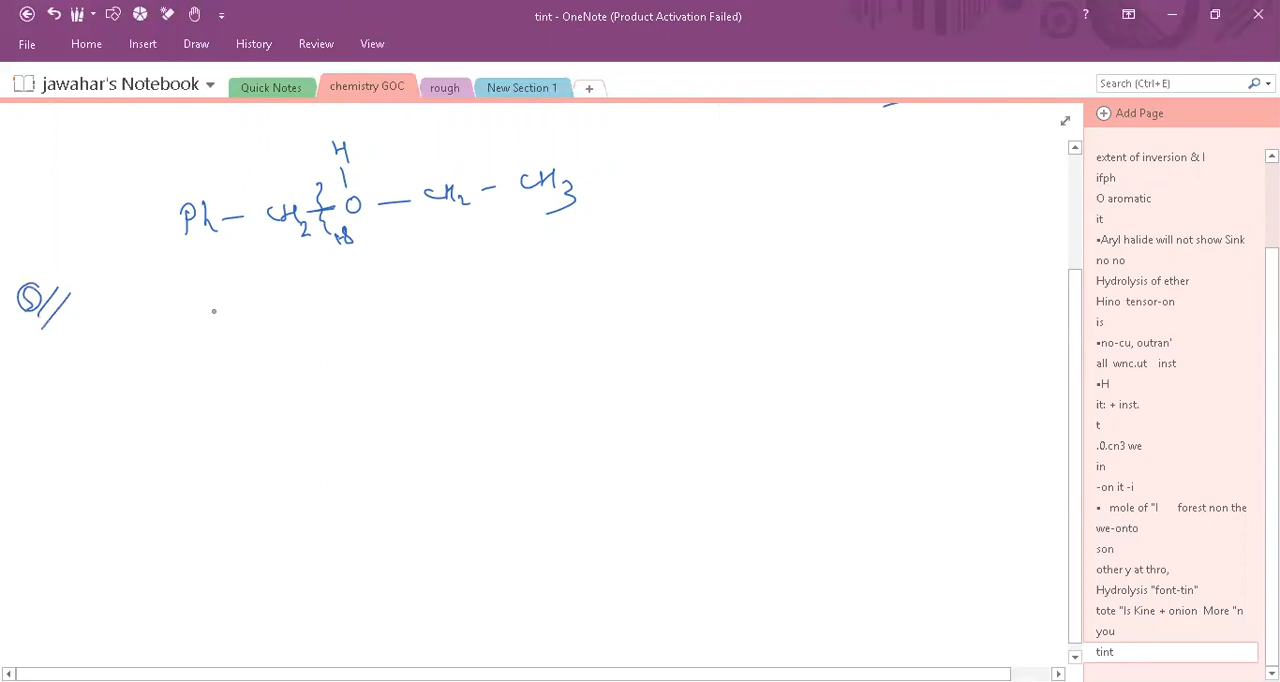 tint - OneNote (Product Activation Failed)
?
File Home Insert Draw History Review View
jawahar's Notebook Quick Notes chemistry GOC rough New Section 1 +
Search (Ctrl+E)
H
Ph - CH2 - O - CH2 - CH3
S//
Add Page
extent of inversion & l
ifph
O aromatic
it
▪Aryl halide will not show Sink
no no
Hydrolysis of ether
Hino tensor-on
is
▪no-cu, outran'
all wnc.ut inst
▪H
it: + inst.
t
.0.cn3 we
in
-on it -i
▪ mole of "I forest non the
we-onto
son
other y at thro,
Hydrolysis "font-tin"
tote "Is Kine + onion More "n
you
tint